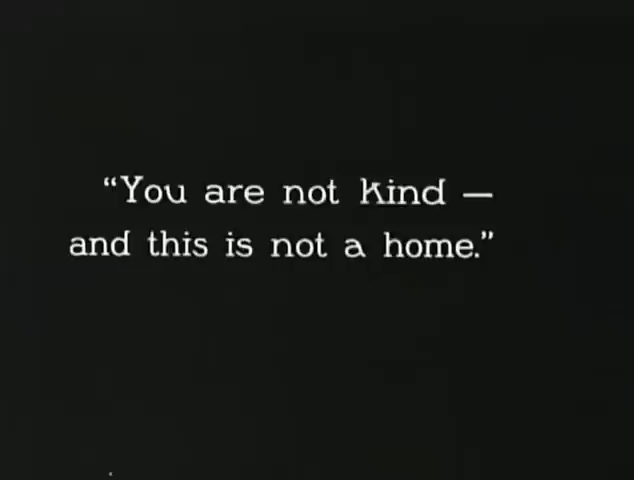 “You are not kind —
and this is not a home.”